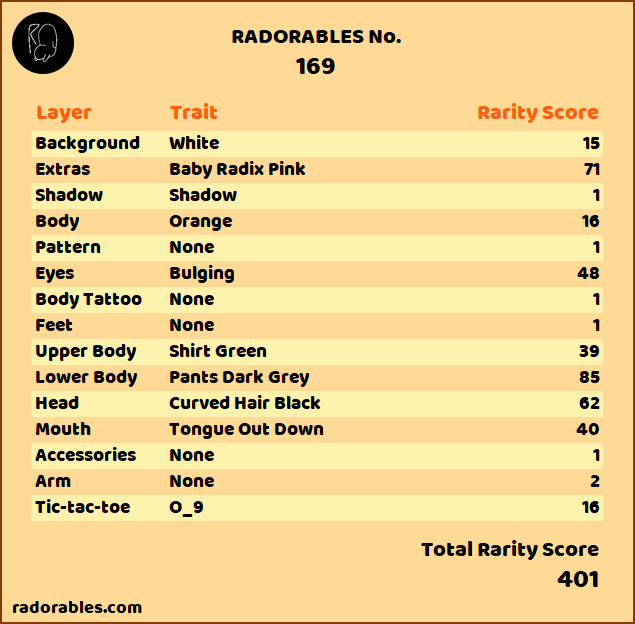 RADORABLES No.
169
Layer Trait Rarity Score
Background White 15
Extras Baby Radix Pink 71
Shadow Shadow 1
Body Orange 16
Pattern None 1
Eyes Bulging 48
Body Tattoo None 1
Feet None 1
Upper Body Shirt Green 39
Lower Body Pants Dark Grey 85
Head Curved Hair Black 62
Mouth Tongue Out Down 40
Accessories None 1
Arm None 2
Tic-tac-toe O_9 16
Total Rarity Score
401
radorables.com